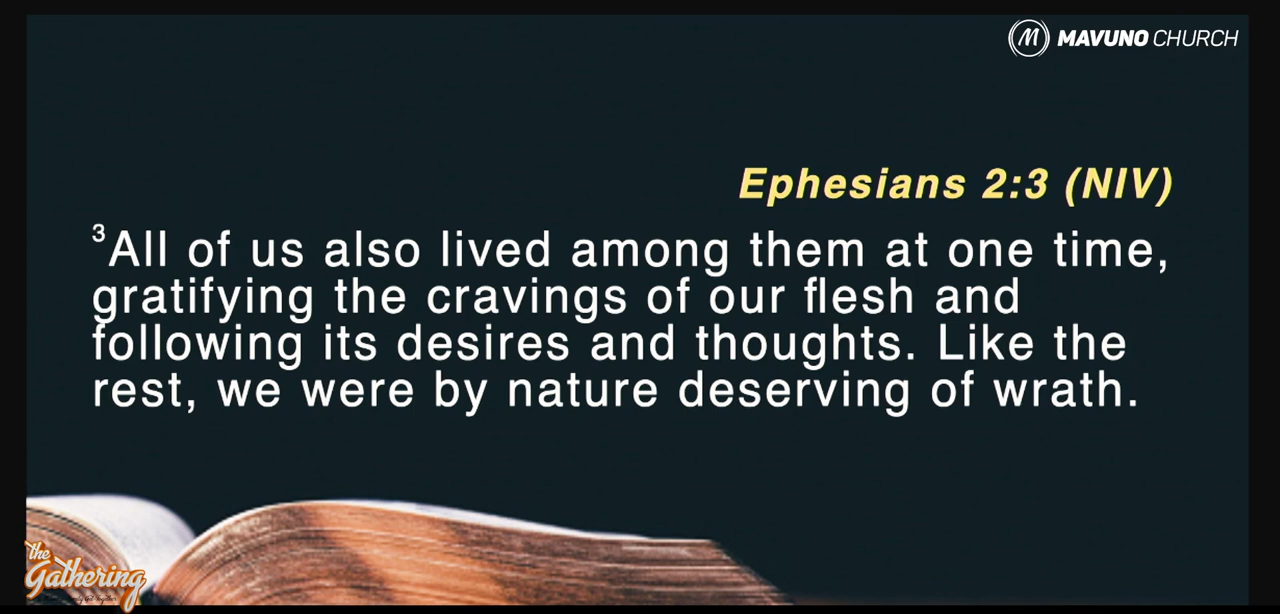 M MAVUNO CHURCH
Ephesians 2:3 (NIV)
³All of us also lived among them at one time,
gratifying the cravings of our flesh and
following its desires and thoughts. Like the
rest, we were by nature deserving of wrath.
the
Gathering